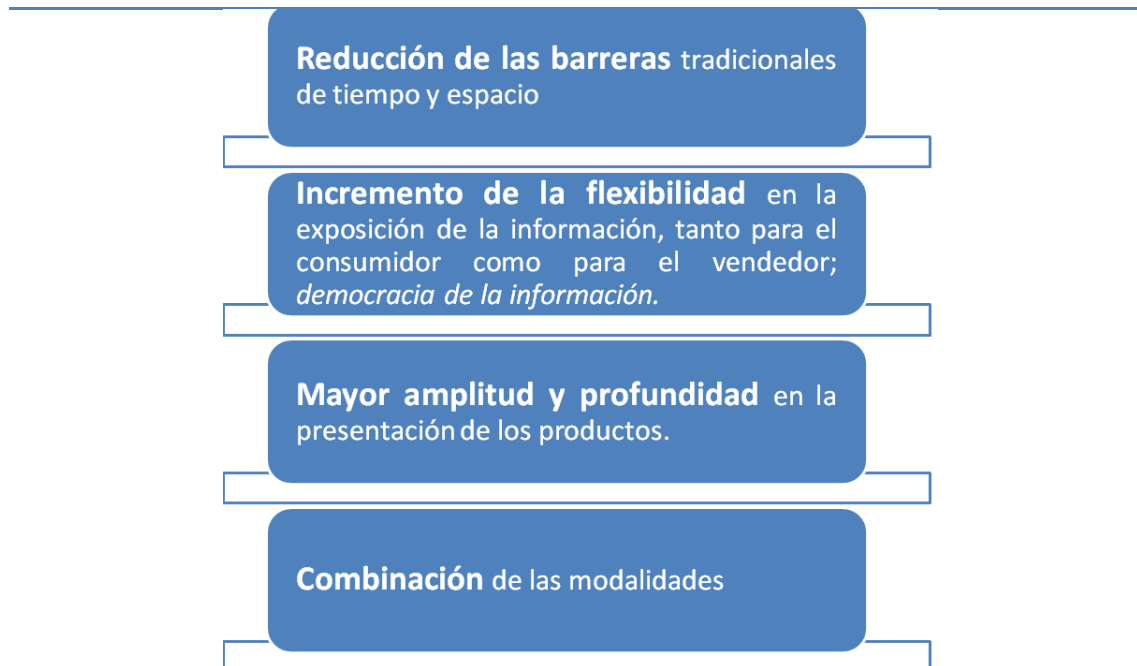 Reducción de las barreras tradicionales
de tiempo y espacio
Incremento de la flexibilidad en la
exposición de la información, tanto para el
consumidor como para el vendedor;
democracia de la información.
Mayor amplitud y profundidad en la
presentación de los productos.
Combinación de las modalidades